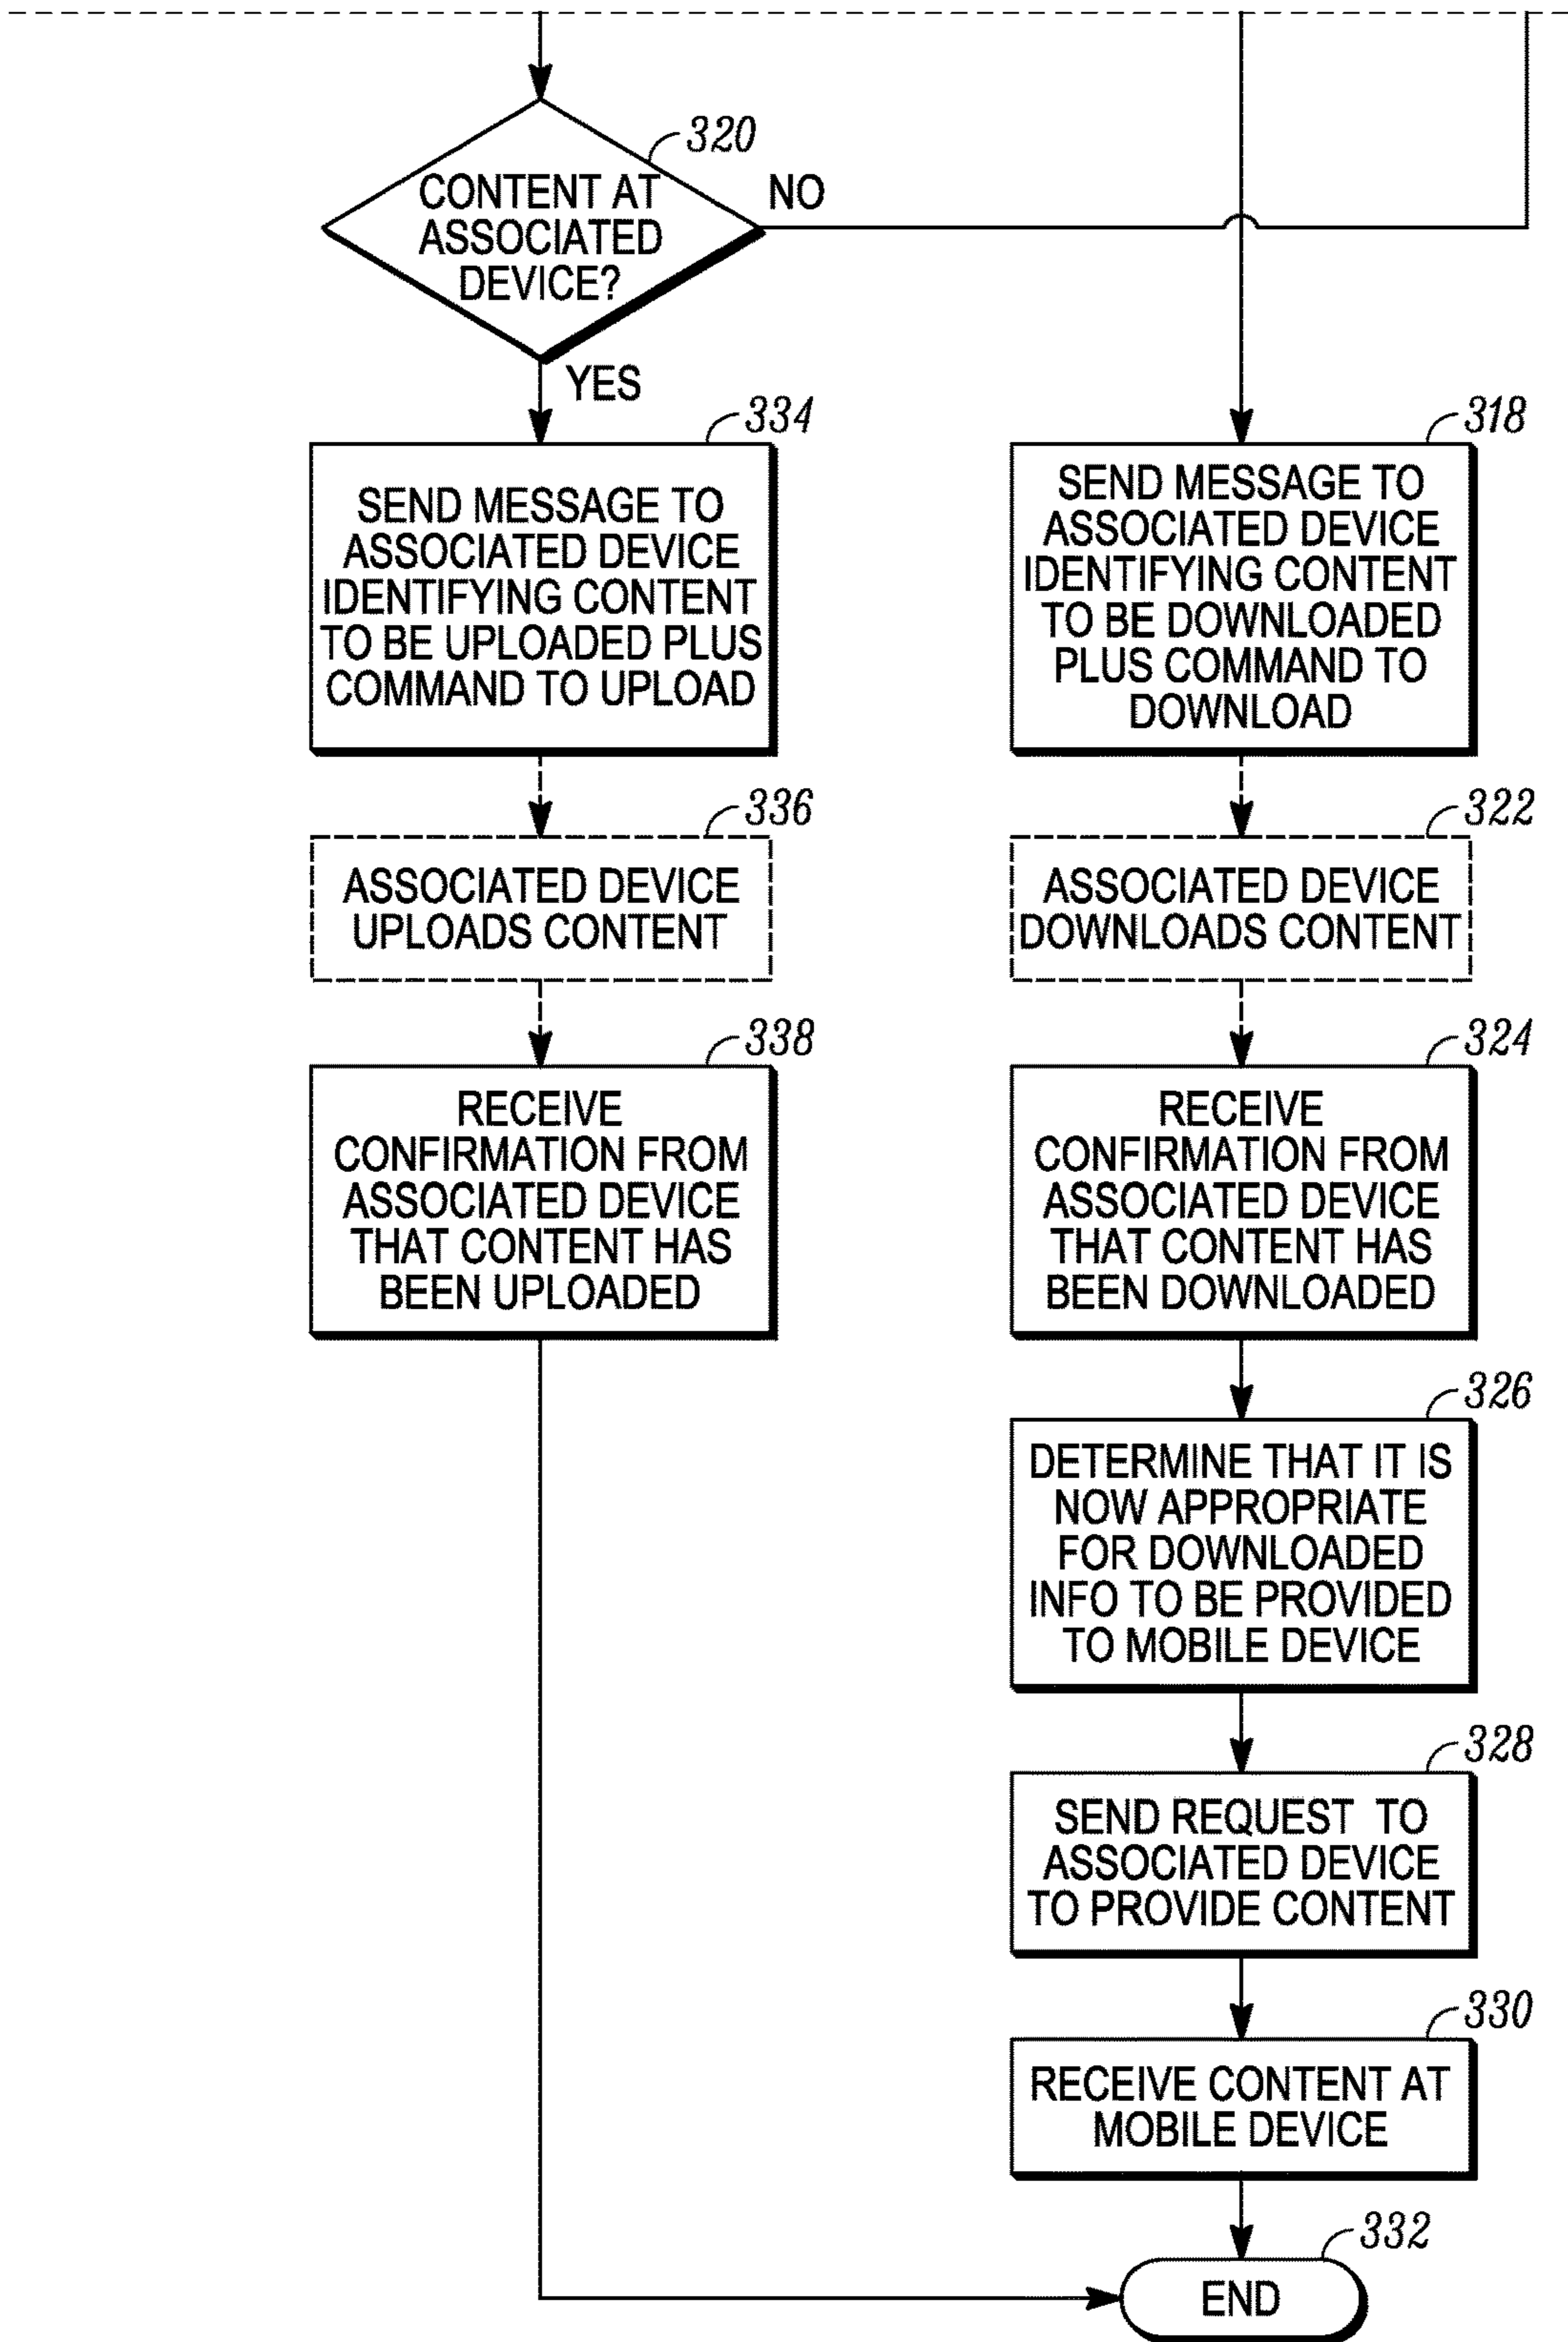 320
CONTENT AT
ASSOCIATED
DEVICE?
NO
YES
334
SEND MESSAGE TO
ASSOCIATED DEVICE
IDENTIFYING CONTENT
TO BE UPLOADED PLUS
COMMAND TO UPLOAD
336
ASSOCIATED DEVICE
UPLOADS CONTENT
338
RECEIVE
CONFIRMATION FROM
ASSOCIATED DEVICE
THAT CONTENT HAS
BEEN UPLOADED
318
SEND MESSAGE TO
ASSOCIATED DEVICE
IDENTIFYING CONTENT
TO BE DOWNLOADED
PLUS COMMAND TO
DOWNLOAD
322
ASSOCIATED DEVICE
DOWNLOADS CONTENT
324
RECEIVE
CONFIRMATION FROM
ASSOCIATED DEVICE
THAT CONTENT HAS
BEEN DOWNLOADED
326
DETERMINE THAT IT IS
NOW APPROPRIATE
FOR DOWNLOADED
INFO TO BE PROVIDED
TO MOBILE DEVICE
328
SEND REQUEST TO
ASSOCIATED DEVICE
TO PROVIDE CONTENT
330
RECEIVE CONTENT AT
MOBILE DEVICE
332
END